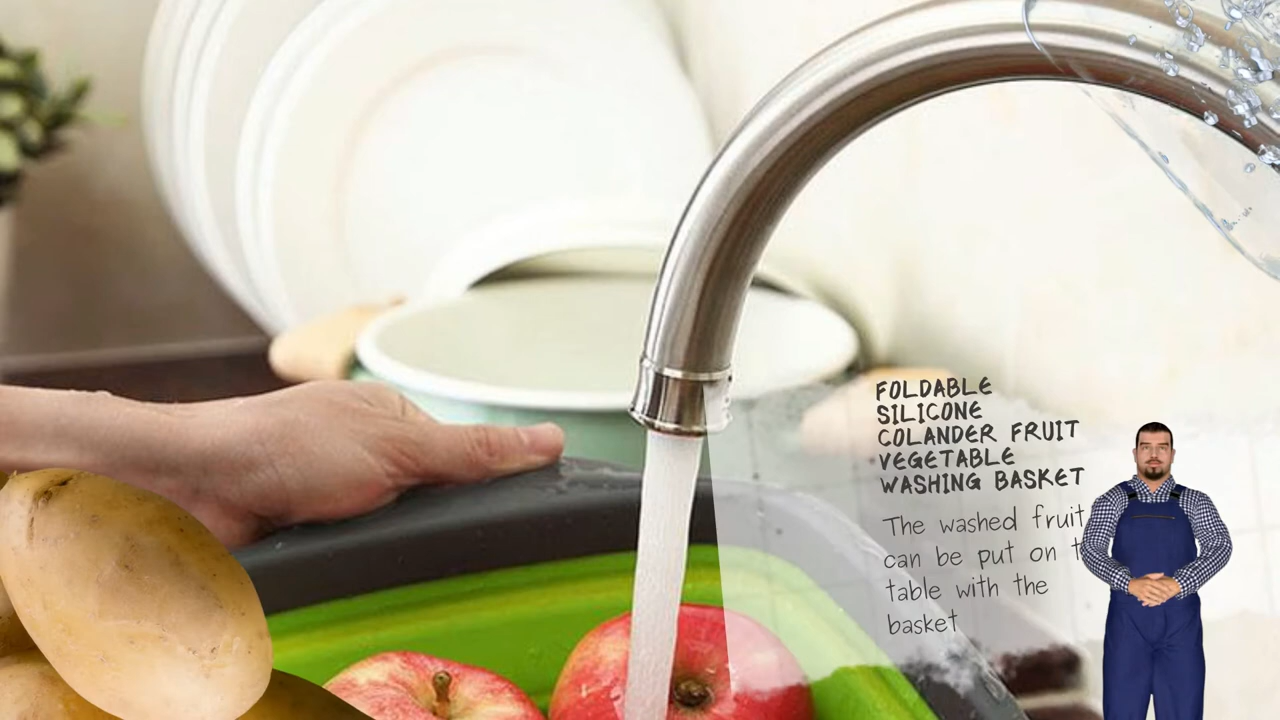 FOLDABLE
SILICONE
COLANDER FRUIT
VEGETABLE
WASHING BASKET
The washed fruit
can be put on
table with the
basket